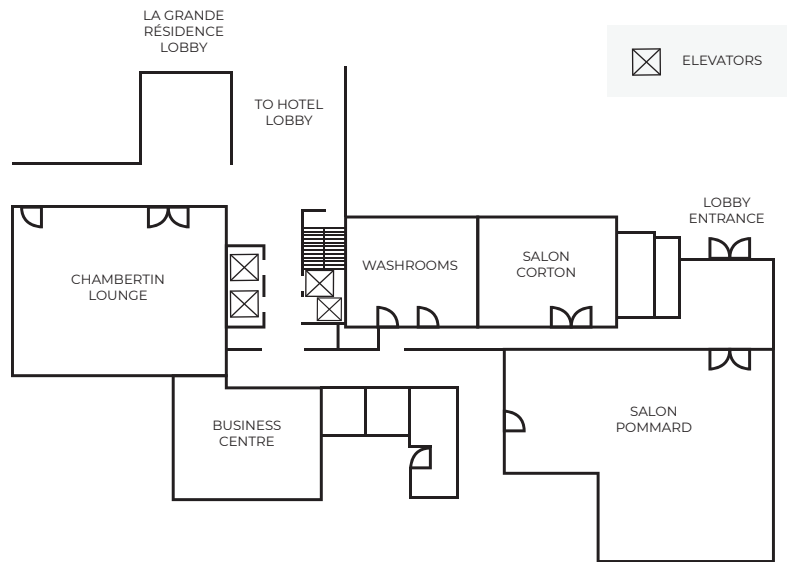 LA GRANDE
RÉSIDENCE
LOBBY
ELEVATORS
TO HOTEL
LOBBY
LOBBY
ENTRANCE
CHAMBERTIN
LOUNGE
WASHROOMS
SALON
CORTON
BUSINESS
CENTRE
SALON
POMMARD